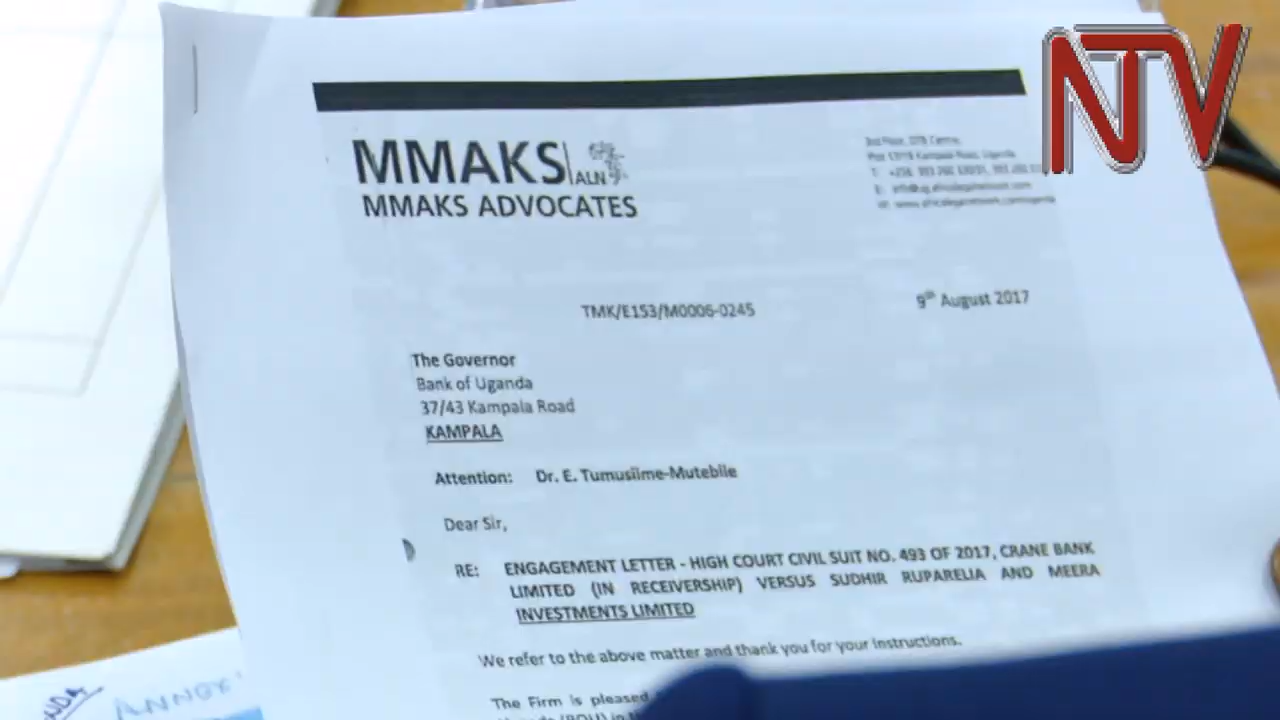 NTV
MMAKS ALN
MMAKS ADVOCATES
TMK/E153/M0006-0245
9th August 2017
The Governor
Bank of Uganda
37/43 Kampala Road
KAMPALA
Attention: Dr. E. Tumusiime-Mutebile
Dear Sir,
RE: ENGAGEMENT LETTER - HIGH COURT CIVIL SUIT NO. 493 OF 2017, CRANE BANK
LIMITED (IN RECEIVERSHIP) VERSUS SUDHIR RUPARELIA AND MEERA
INVESTMENTS LIMITED
We refer to the above matter and thank you for your instructions.
The Firm is pleased
(BOU) in
ANNEX